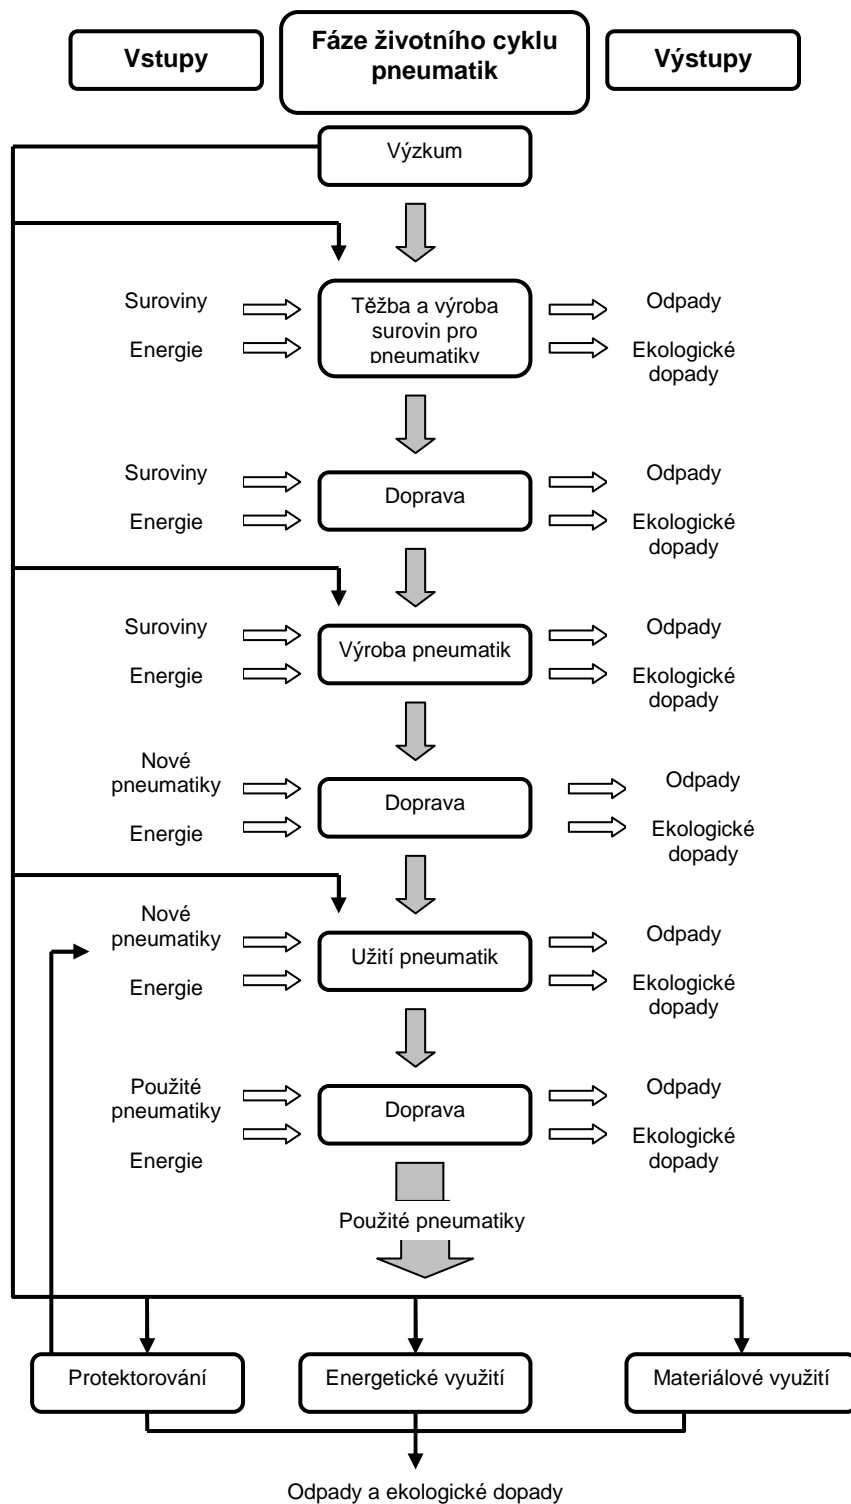 Vstupy
Fáze životního cyklu
pneumatik
Výstupy
Výzkum
Suroviny
Energie
Těžba a výroba
surovin pro
pneumatiky
Odpady
Ekologické
dopady
Suroviny
Energie
Doprava
Odpady
Ekologické
dopady
Suroviny
Energie
Výroba pneumatik
Odpady
Ekologické
dopady
Nové
pneumatiky
Energie
Doprava
Odpady
Ekologické
dopady
Nové
pneumatiky
Energie
Užití pneumatik
Odpady
Ekologické
dopady
Použité
pneumatiky
Energie
Doprava
Odpady
Ekologické
dopady
Použité pneumatiky
Protektorování
Energetické využití
Materiálové využití
Odpady a ekologické dopady